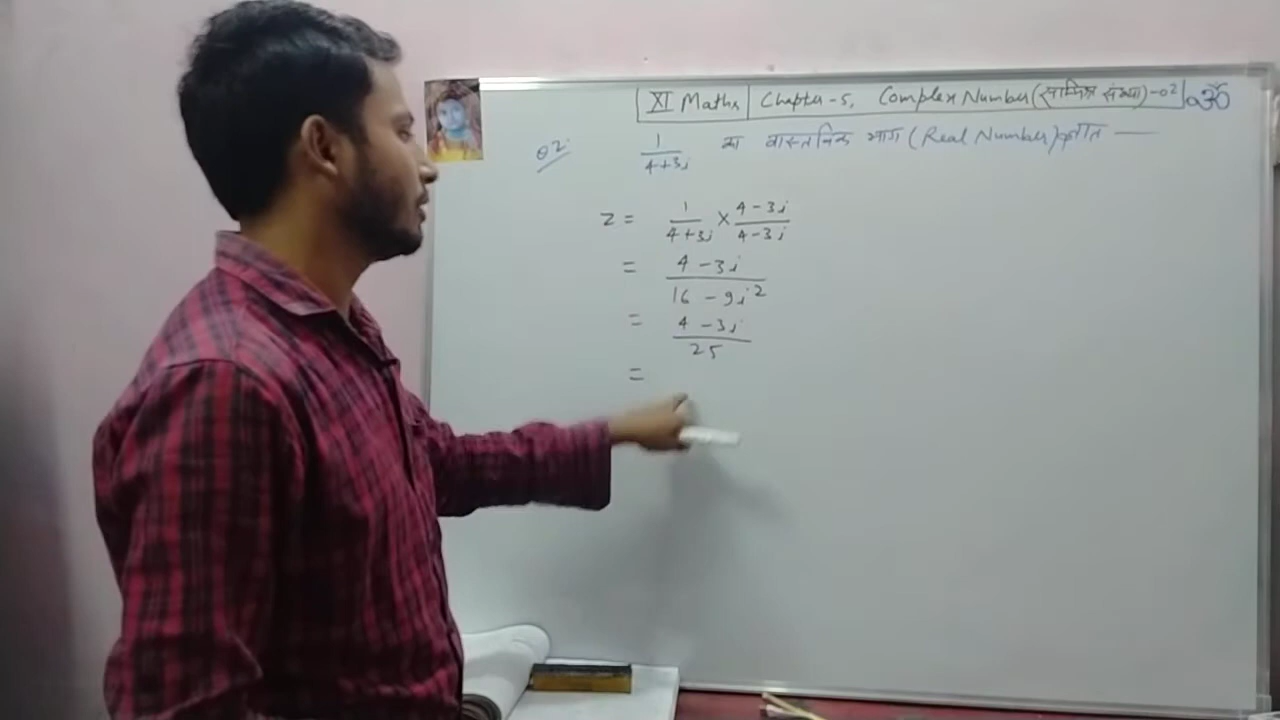 XI Maths | Chapter-5, Complex Number (सम्मिश्र संख्या)-02 ॐ
02. 1/(4+3i) का वास्तविक भाग (Real Number) ज्ञात —
z = 1/(4+3i) × (4-3i)/(4-3i)
= (4-3i)/(16-9i²)
= (4-3i)/25
=